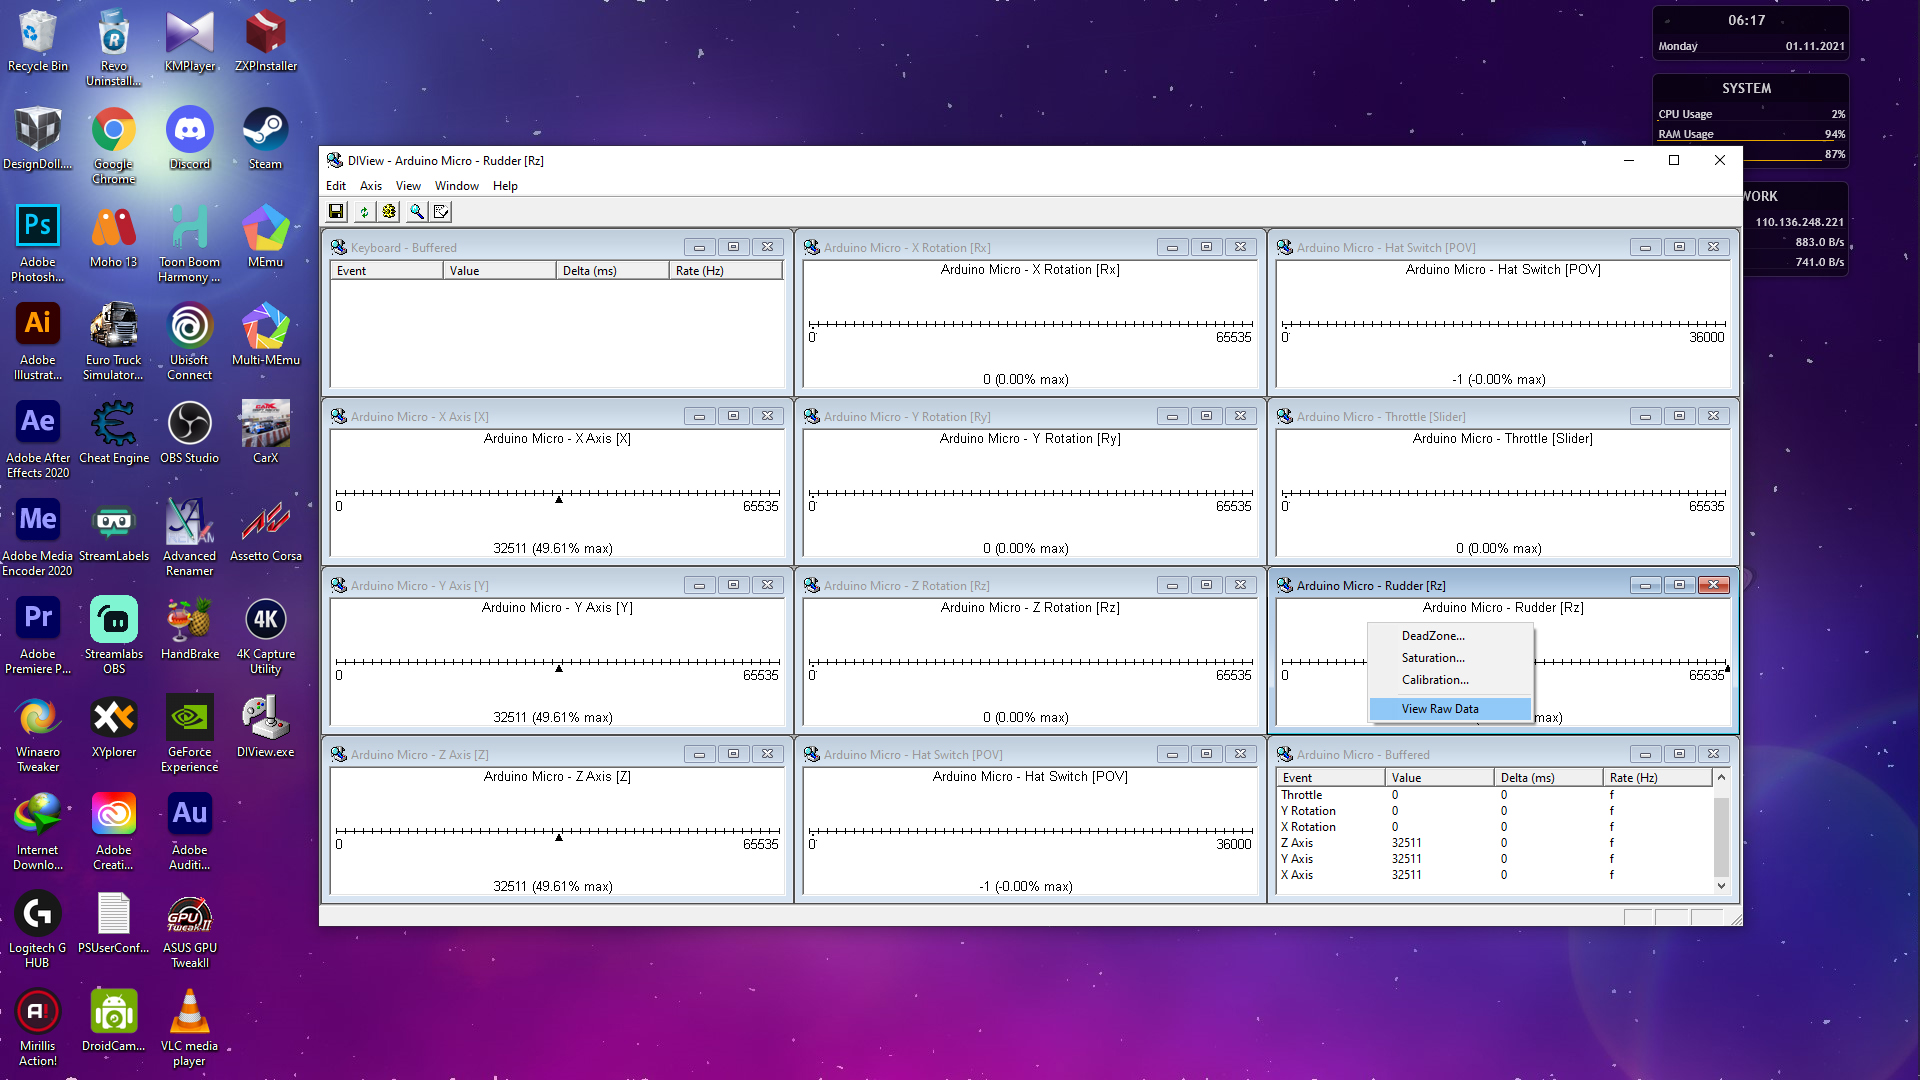 Recycle Bin
Revo
Uninstall...
KMPlayer
ZXPInstaller
DesignDoll....
Google
Chrome
Discord
Steam
Ps
Adobe
Photosh...
Moho 13
Toon Boom
Harmony ...
MEmu
Ai
Adobe
Illustrat...
Euro Truck
Simulator...
Ubisoft
Connect
Multi-MEmu
Ae
Adobe After
Effects 2020
Cheat Engine
OBS Studio
CarX
Me
Adobe Media
Encoder 2020
StreamLabels
Advanced
Renamer
Assetto Corsa
Pr
Adobe
Premiere P...
Streamlabs
OBS
HandBrake
4K
4K Capture
Utility
Winaero
Tweaker
XYplorer
GeForce
Experience
DIView.exe
Internet
Downlo...
Adobe
Creati...
Au
Adobe
Auditi...
Logitech G
HUB
PSUserConf...
GPU
Tweak II
ASUS GPU
TweakII
A!
Mirillis
Action!
DroidCam...
VLC media
player
06:17
Monday 01.11.2021
SYSTEM
CPU Usage 2%
RAM Usage 94%
87%
WORK
110.136.248.221
883.0 B/s
741.0 B/s
DIView - Arduino Micro - Rudder [Rz]
Edit Axis View Window Help
Keyboard - Buffered
Event Value Delta (ms) Rate (Hz)
Arduino Micro - X Rotation [Rx]
Arduino Micro - X Rotation [Rx]
0 65535
0 (0.00% max)
Arduino Micro - Hat Switch [POV]
Arduino Micro - Hat Switch [POV]
0 36000
-1 (-0.00% max)
Arduino Micro - X Axis [X]
Arduino Micro - X Axis [X]
0 65535
32511 (49.61% max)
Arduino Micro - Y Rotation [Ry]
Arduino Micro - Y Rotation [Ry]
0 65535
0 (0.00% max)
Arduino Micro - Throttle [Slider]
Arduino Micro - Throttle [Slider]
0 65535
0 (0.00% max)
Arduino Micro - Y Axis [Y]
Arduino Micro - Y Axis [Y]
0 65535
32511 (49.61% max)
Arduino Micro - Z Rotation [Rz]
Arduino Micro - Z Rotation [Rz]
0 65535
0 (0.00% max)
Arduino Micro - Rudder [Rz]
Arduino Micro - Rudder [Rz]
0 65535
max)
DeadZone...
Saturation...
Calibration...
View Raw Data
Arduino Micro - Z Axis [Z]
Arduino Micro - Z Axis [Z]
0 65535
32511 (49.61% max)
Arduino Micro - Hat Switch [POV]
Arduino Micro - Hat Switch [POV]
0 36000
-1 (-0.00% max)
Arduino Micro - Buffered
Event Value Delta (ms) Rate (Hz)
Throttle 0 0 f
Y Rotation 0 0 f
X Rotation 0 0 f
Z Axis 32511 0 f
Y Axis 32511 0 f
X Axis 32511 0 f